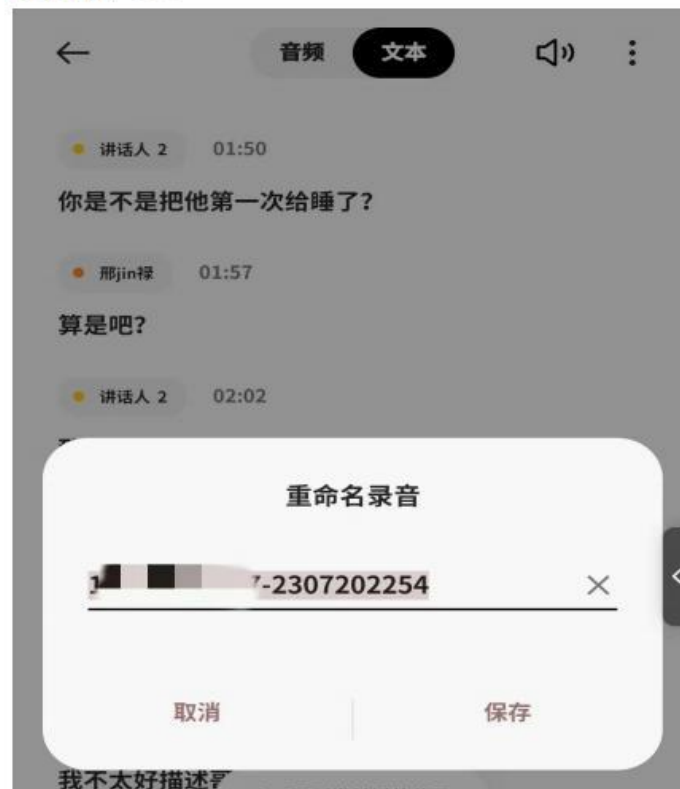 音频 文本
讲话人 2 01:50
你是不是把他第一次给睡了?
邢jin禄 01:57
算是吧?
讲话人 2 02:02
重命名录音
-2307202254
取消 保存
我不太好描述